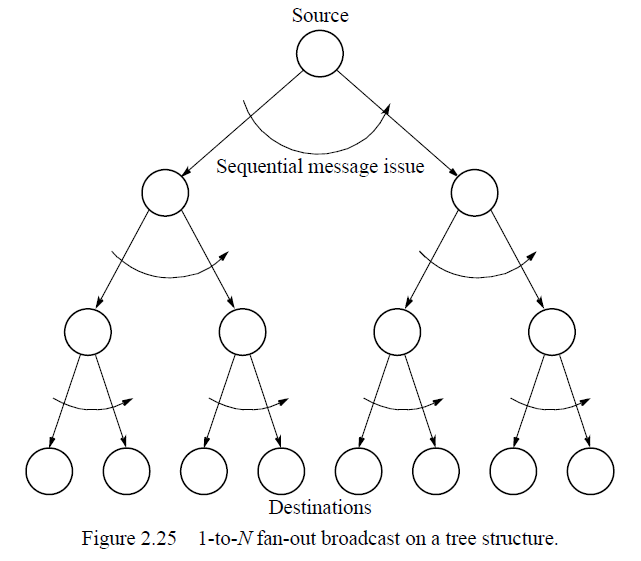 Source
Sequential message issue
Destinations
Figure 2.25 1-to-N fan-out broadcast on a tree structure.